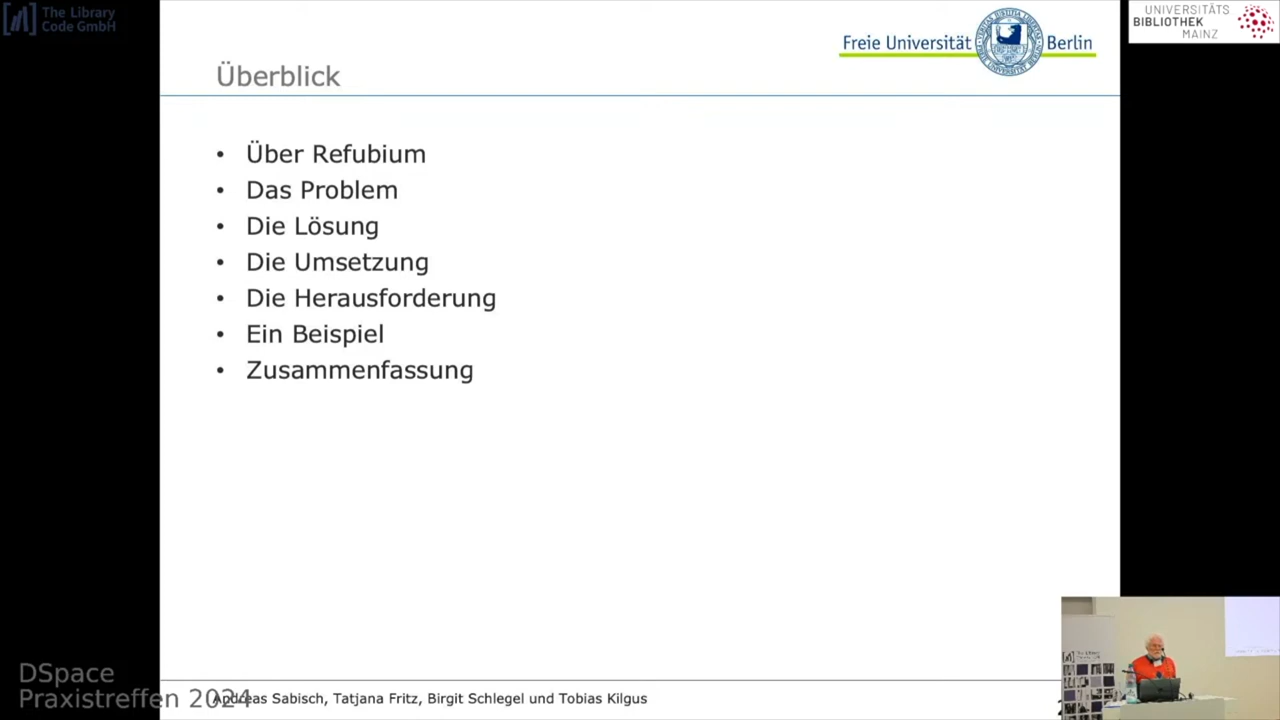 The Library
Code GmbH
Freie Universität Berlin
UNIVERSITÄTS
BIBLIOTHEK
MAINZ
Überblick
• Über Refubium
• Das Problem
• Die Lösung
• Die Umsetzung
• Die Herausforderung
• Ein Beispiel
• Zusammenfassung
DSpace
Praxistreffen 2024
Andreas Sabisch, Tatjana Fritz, Birgit Schlegel und Tobias Kilgus